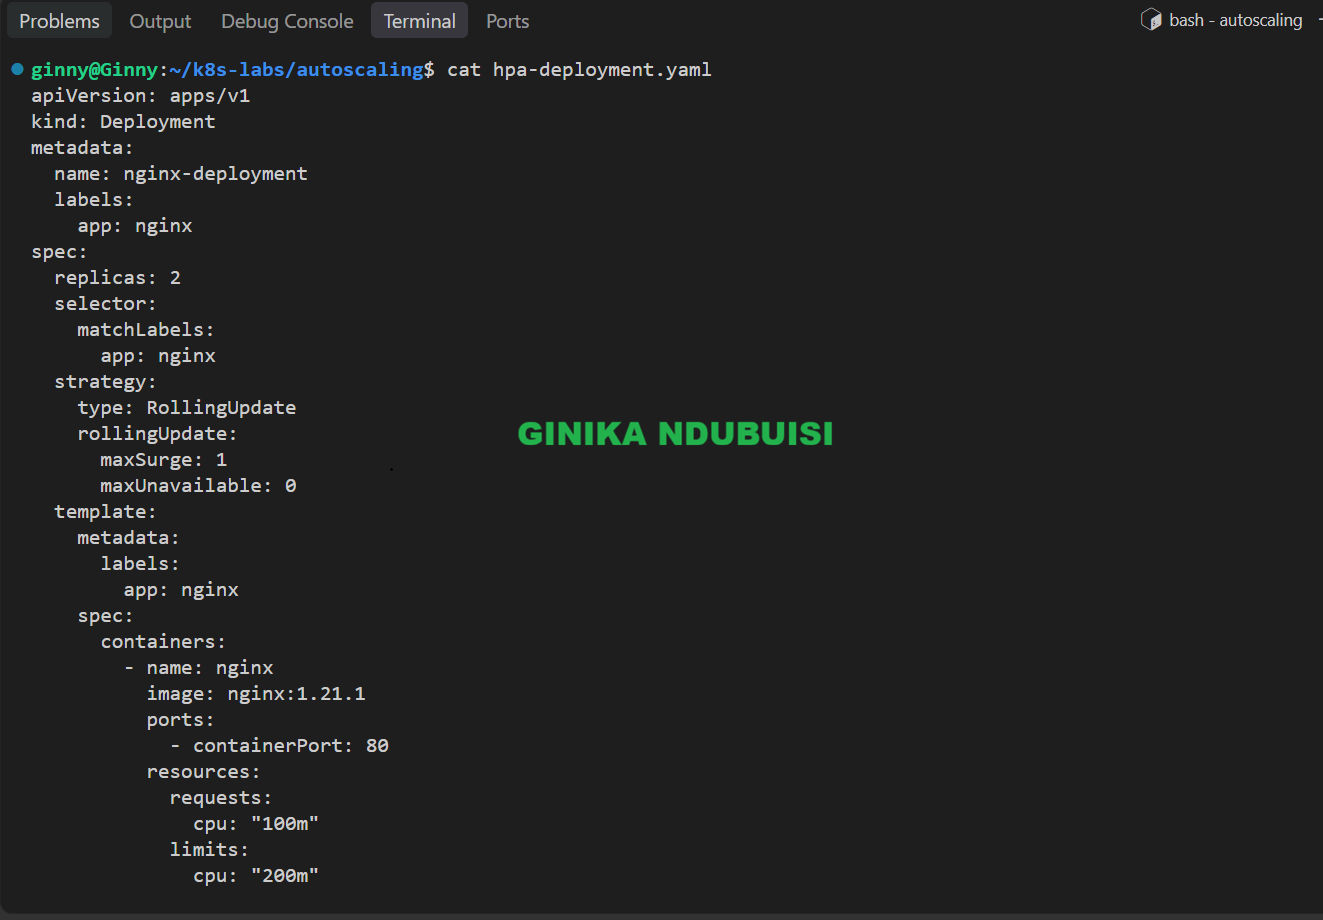 Problems Output Debug Console Terminal Ports bash - autoscaling
ginny@Ginny:~/k8s-labs/autoscaling$ cat hpa-deployment.yaml
apiVersion: apps/v1
kind: Deployment
metadata:
  name: nginx-deployment
  labels:
    app: nginx
spec:
  replicas: 2
  selector:
    matchLabels:
      app: nginx
  strategy:
    type: RollingUpdate
    rollingUpdate:
      maxSurge: 1
      maxUnavailable: 0
  template:
    metadata:
      labels:
        app: nginx
    spec:
      containers:
        - name: nginx
          image: nginx:1.21.1
          ports:
            - containerPort: 80
          resources:
            requests:
              cpu: "100m"
            limits:
              cpu: "200m"
GINIKA NDUBUISI